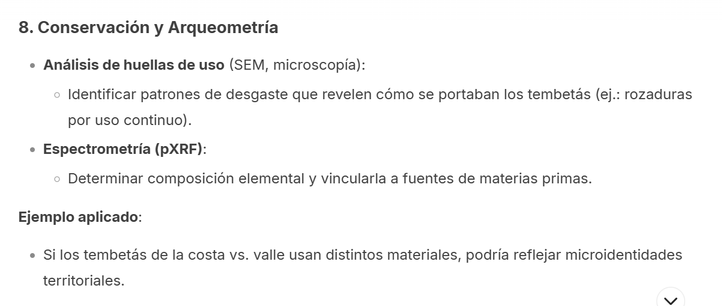 8. Conservación y Arqueometría
Análisis de huellas de uso (SEM, microscopía):
Identificar patrones de desgaste que revelen cómo se portaban los tembetás (ej.: rozaduras
por uso continuo).
Espectrometría (pXRF):
Determinar composición elemental y vincularla a fuentes de materias primas.
Ejemplo aplicado:
Si los tembetás de la costa vs. valle usan distintos materiales, podría reflejar microidentidades
territoriales.